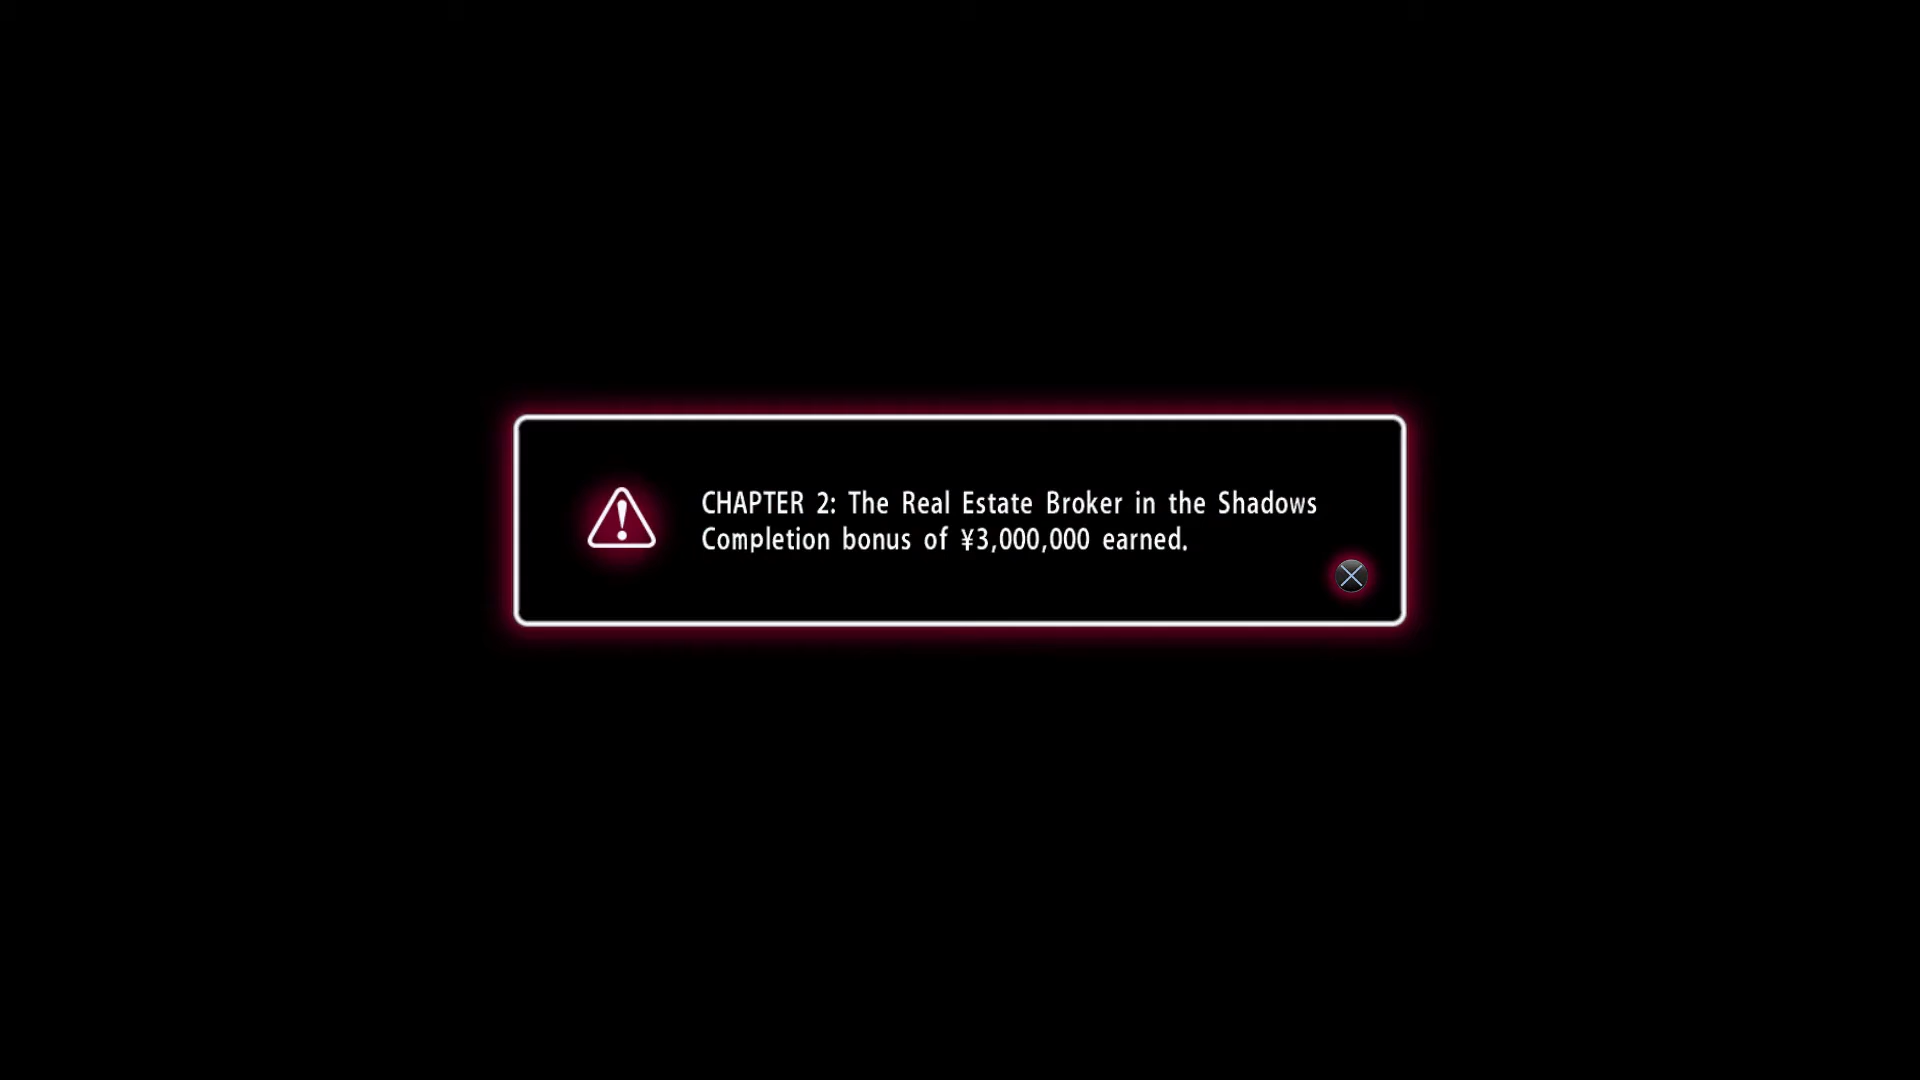 CHAPTER 2: The Real Estate Broker in the Shadows
Completion bonus of ¥3,000,000 earned.